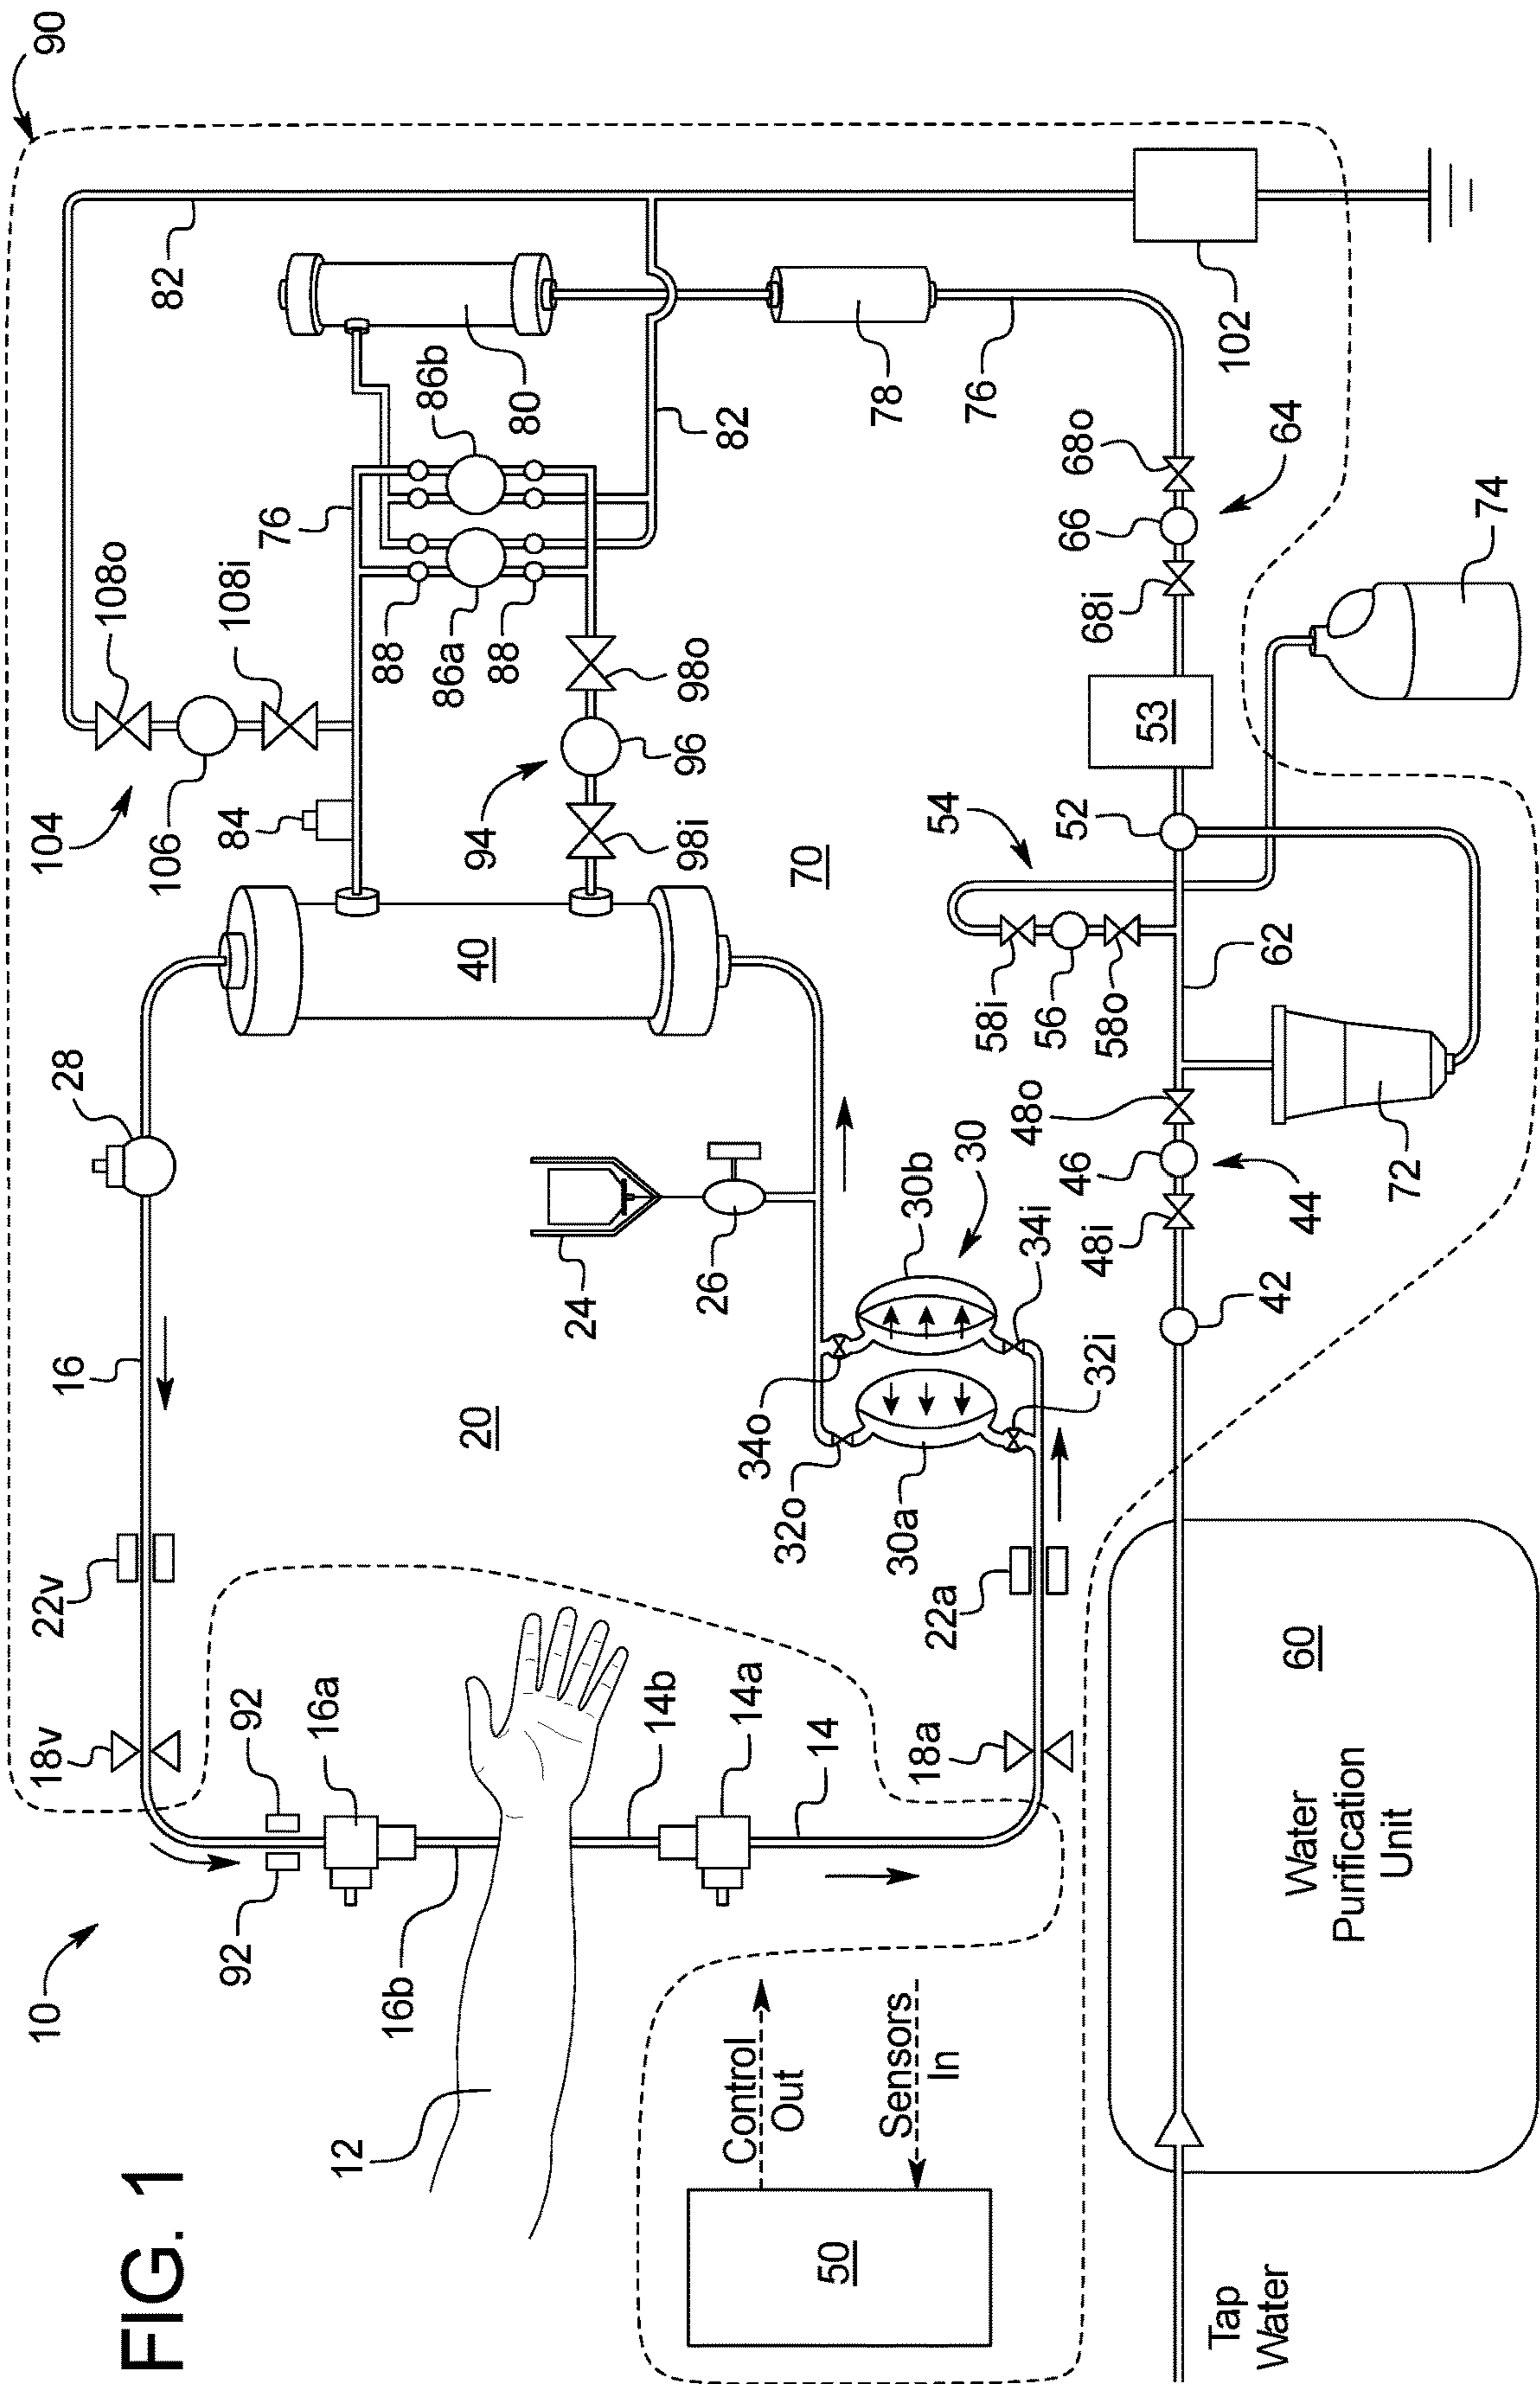 FIG. 1
10
18v
22v
16
28
104
90
92
92
106
108o
82
84
108i
76
12
16a
16b
88
86a
86b
20
40
94
88
80
24
14b
26
96
98i
98o
82
Control
Out
14a
34o
32o
70
14
50
Sensors
In
30a
30b
54
78
22a
18a
30
34i
58i
76
32i
56
48o
52
68o
66
48i
46
58o
53
68i
42
44
62
64
102
Tap
Water
60
Water
Purification
Unit
72
74